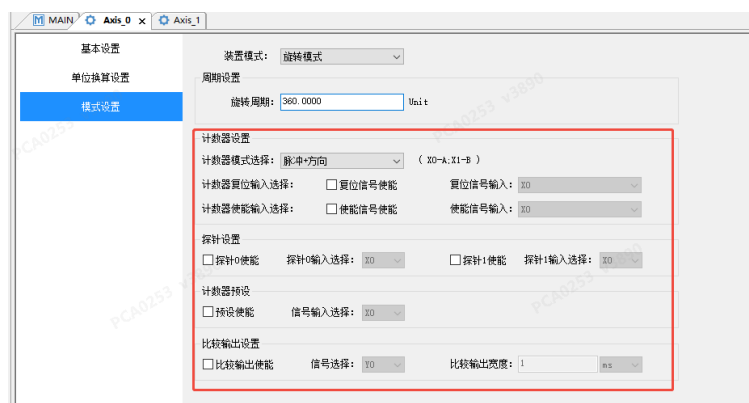 MAIN Axis_0 x Axis_1
基本设置
单位换算设置
模式设置
装置模式： 旋转模式
周期设置
旋转周期： 360.0000 Unit
计数器设置
计数器模式选择： 脉冲+方向 （ X0-A;X1-B ）
计数器复位输入选择： 复位信号使能 复位信号输入： X0
计数器使能输入选择： 使能信号使能 使能信号输入： X0
探针设置
探针0使能 探针0输入选择： X0 探针1使能 探针1输入选择： X0
计数器预设
预设使能 信号输入选择： X0
比较输出设置
比较输出使能 信号选择： Y0 比较输出宽度： 1 ms
PCA0253 v3890
PCA0253 v3890
PCA0253
PCA0253 v3890